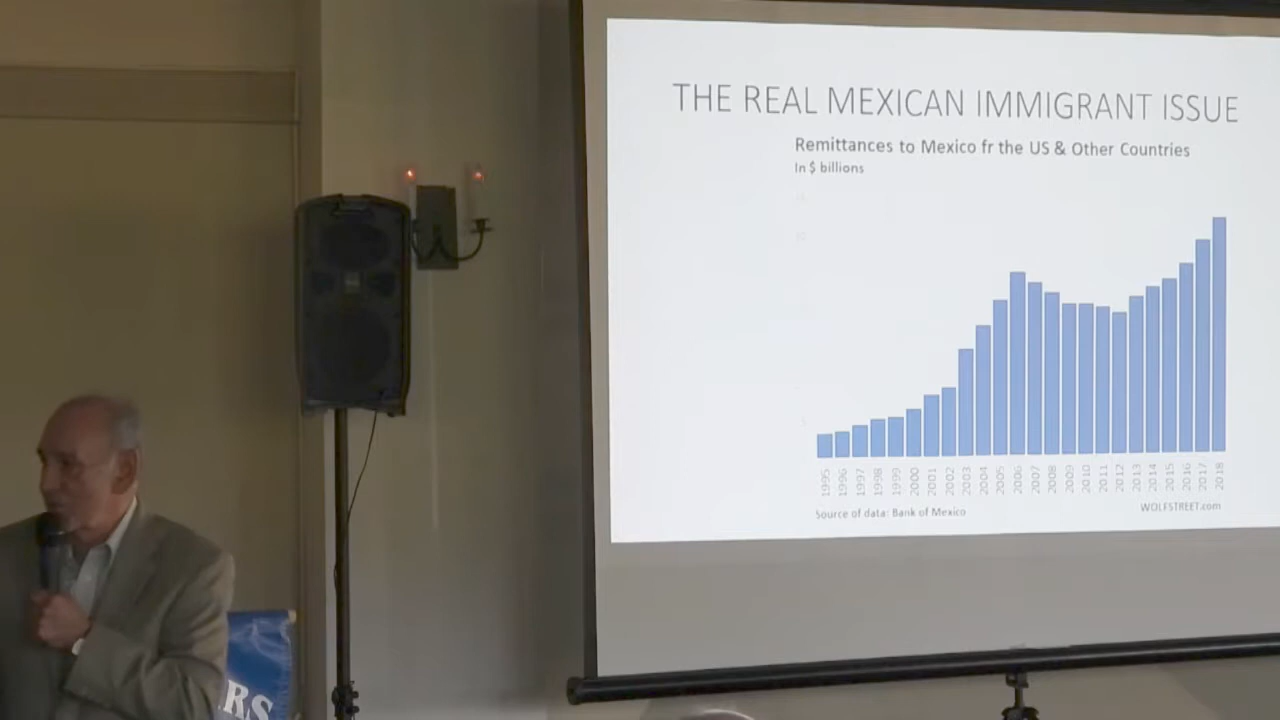 THE REAL MEXICAN IMMIGRANT ISSUE
Remittances to Mexico fr the US & Other Countries
In $ billions
1995 1996 1997 1998 1999 2000 2001 2002 2003 2004 2005 2006 2007 2008 2009 2010 2011 2012 2013 2014 2015 2016 2017 2018
Source of data: Bank of Mexico
WOLFSTREET.com
RS